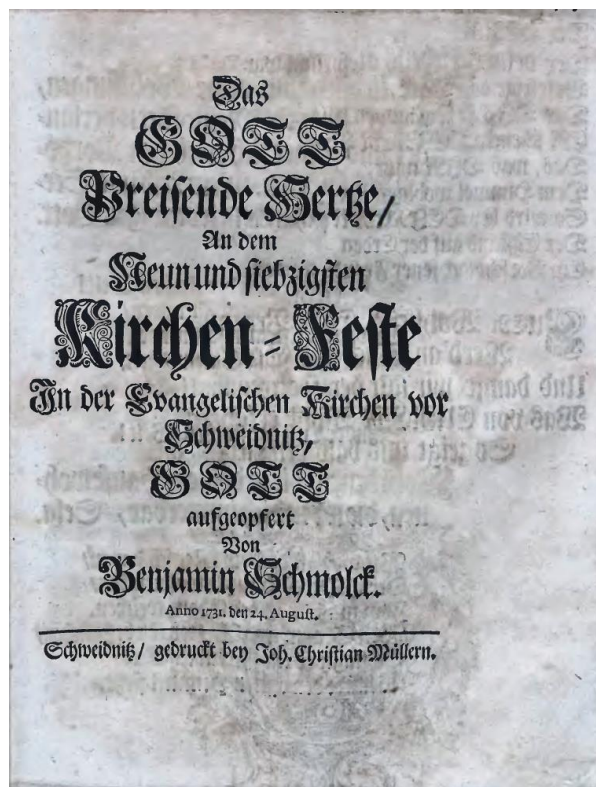 Das
GOTT
Preisende Hertze/
An dem
Neun und siebzigsten
Kirchen-Feste
In der Evangelischen Kirchen vor
Schweidnitz,
GOTT
aufgeopfert
Von
Benjamin Schmolck.
Anno 1731. den 24. August.
Schweidnitz/ gedruckt bey Joh. Christian Müllern.